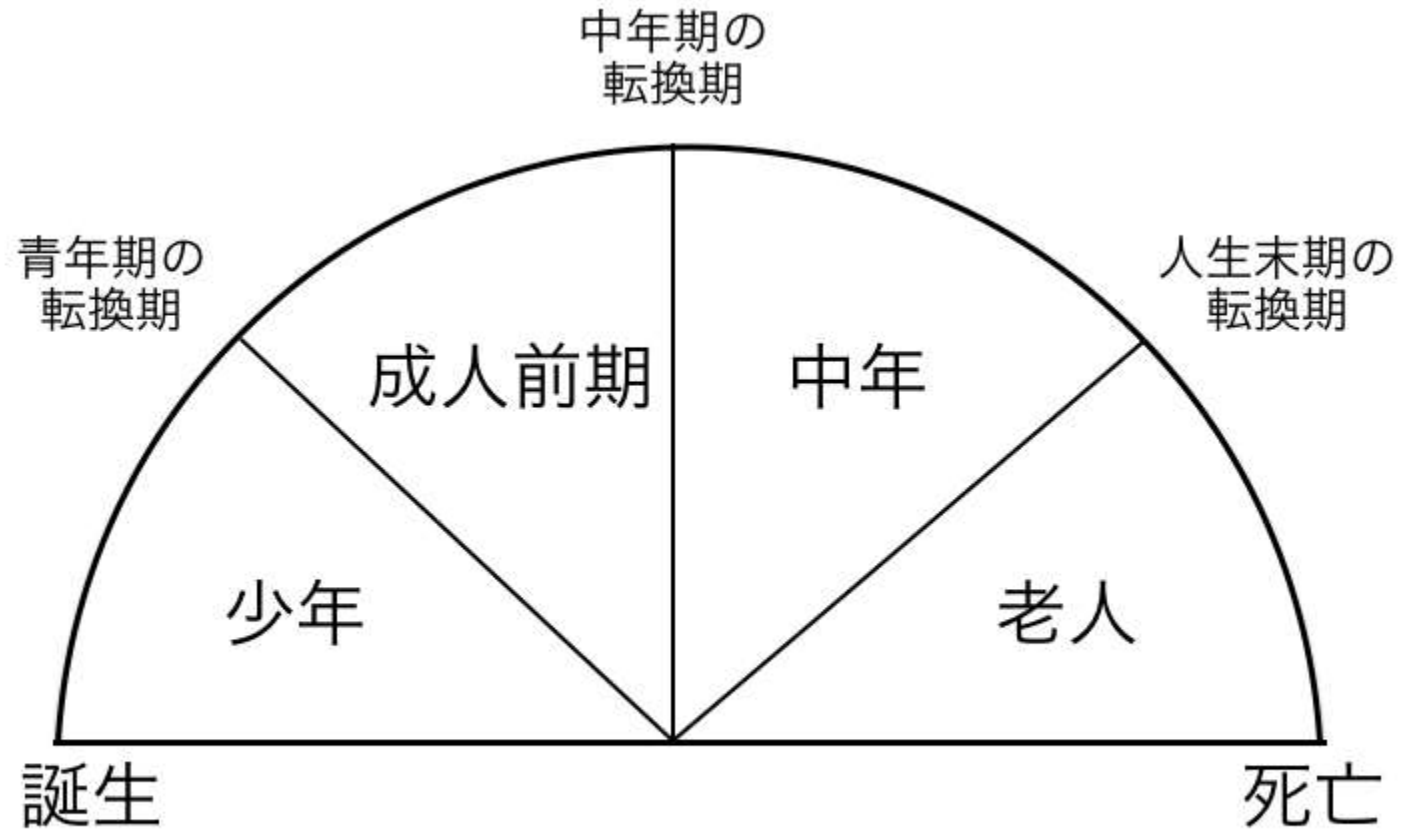 中年期の
転換期
青年期の
転換期
人生末期の
転換期
成人前期
中年
少年
老人
誕生
死亡